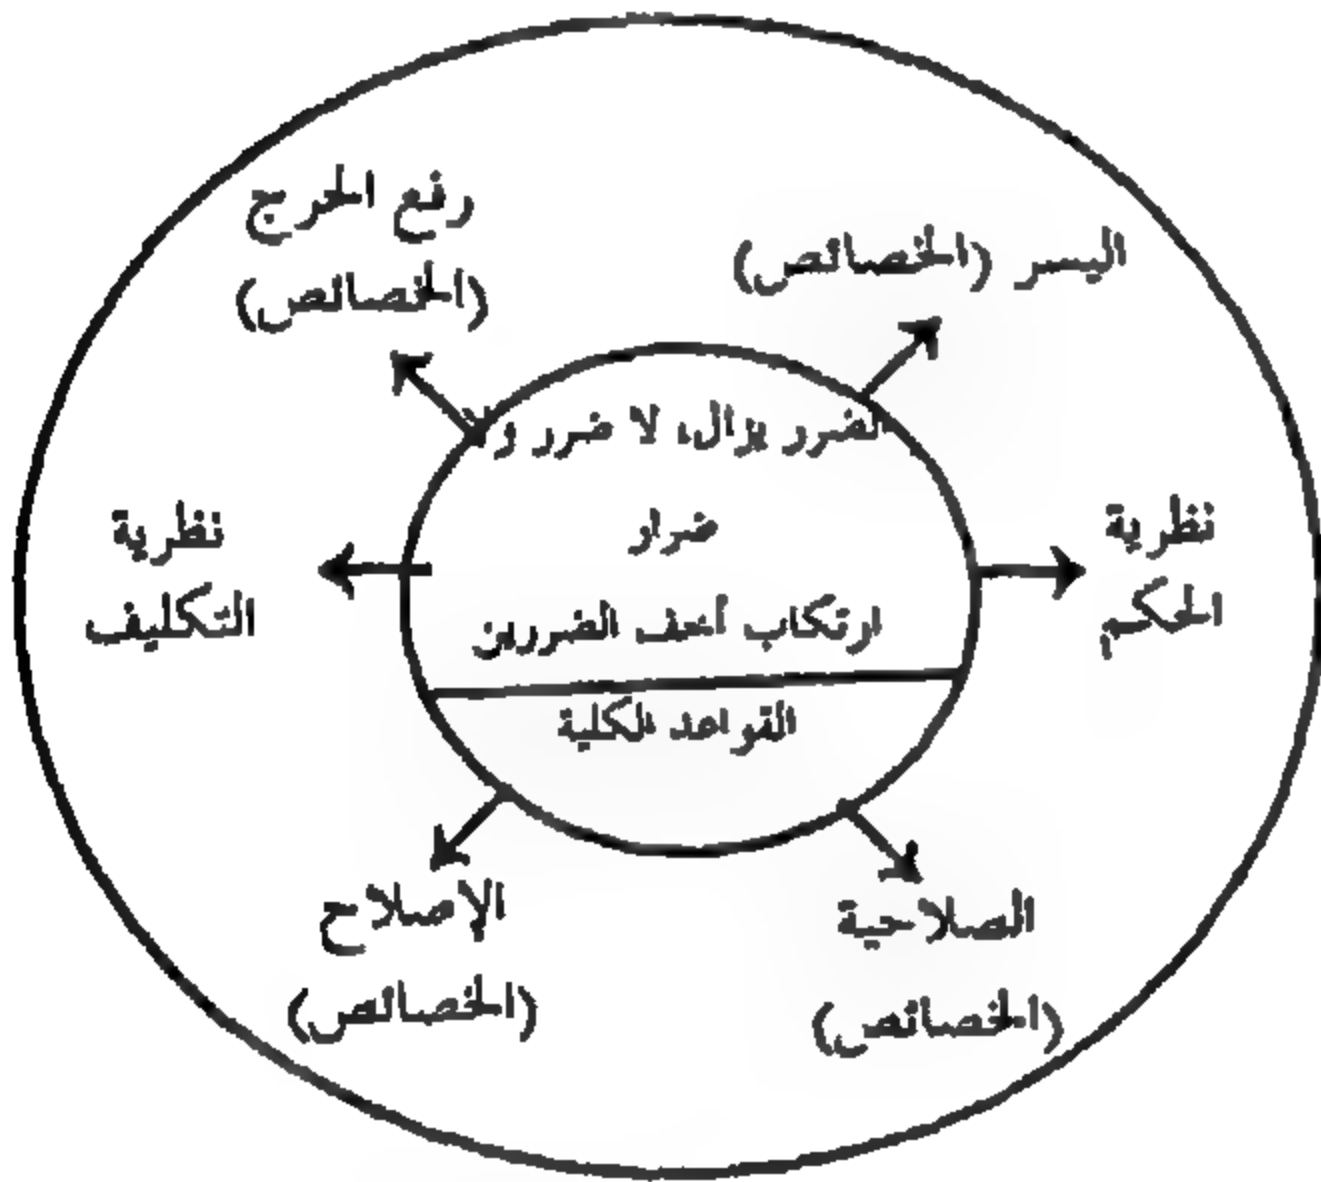 رفع الحرج
(الخصائص)
اليسر (الخصائص)
الضرر يزال، لا ضرر ولا
ضرار
ارتكاب أخف الضررين
القواعد الكلية
نظرية
الحكم
نظرية
التكليف
الصلاحية
(الخصائص)
الإصلاح
(الخصائص)